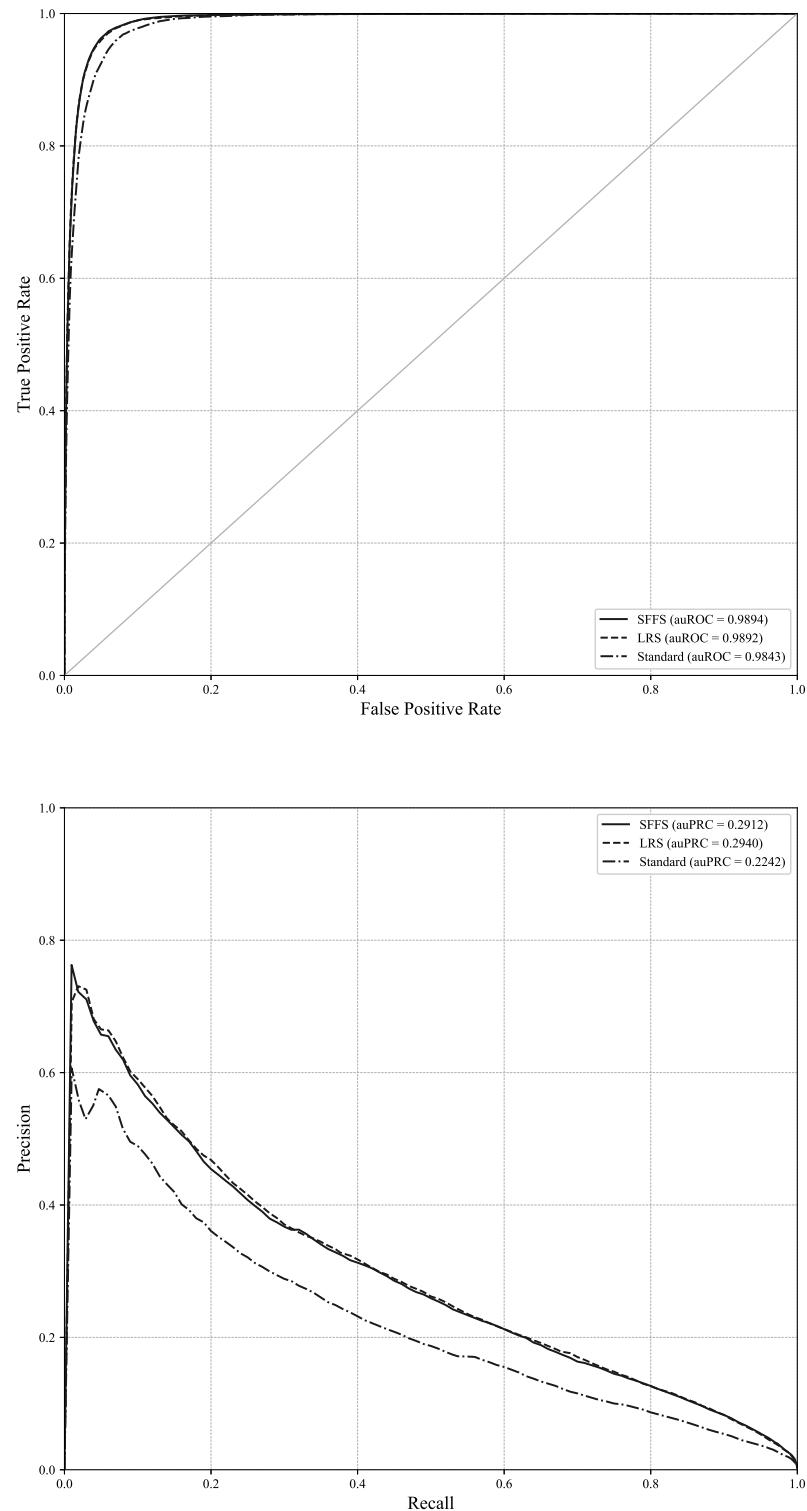 1.0
0.8
0.6
0.4
0.2
0.0
True Positive Rate
SFFS (auROC = 0.9894)
LRS (auROC = 0.9892)
Standard (auROC = 0.9843)
0.0 0.2 0.4 0.6 0.8 1.0
False Positive Rate
1.0
0.8
0.6
0.4
0.2
0.0
Precision
SFFS (auPRC = 0.2912)
LRS (auPRC = 0.2940)
Standard (auPRC = 0.2242)
0.0 0.2 0.4 0.6 0.8 1.0
Recall